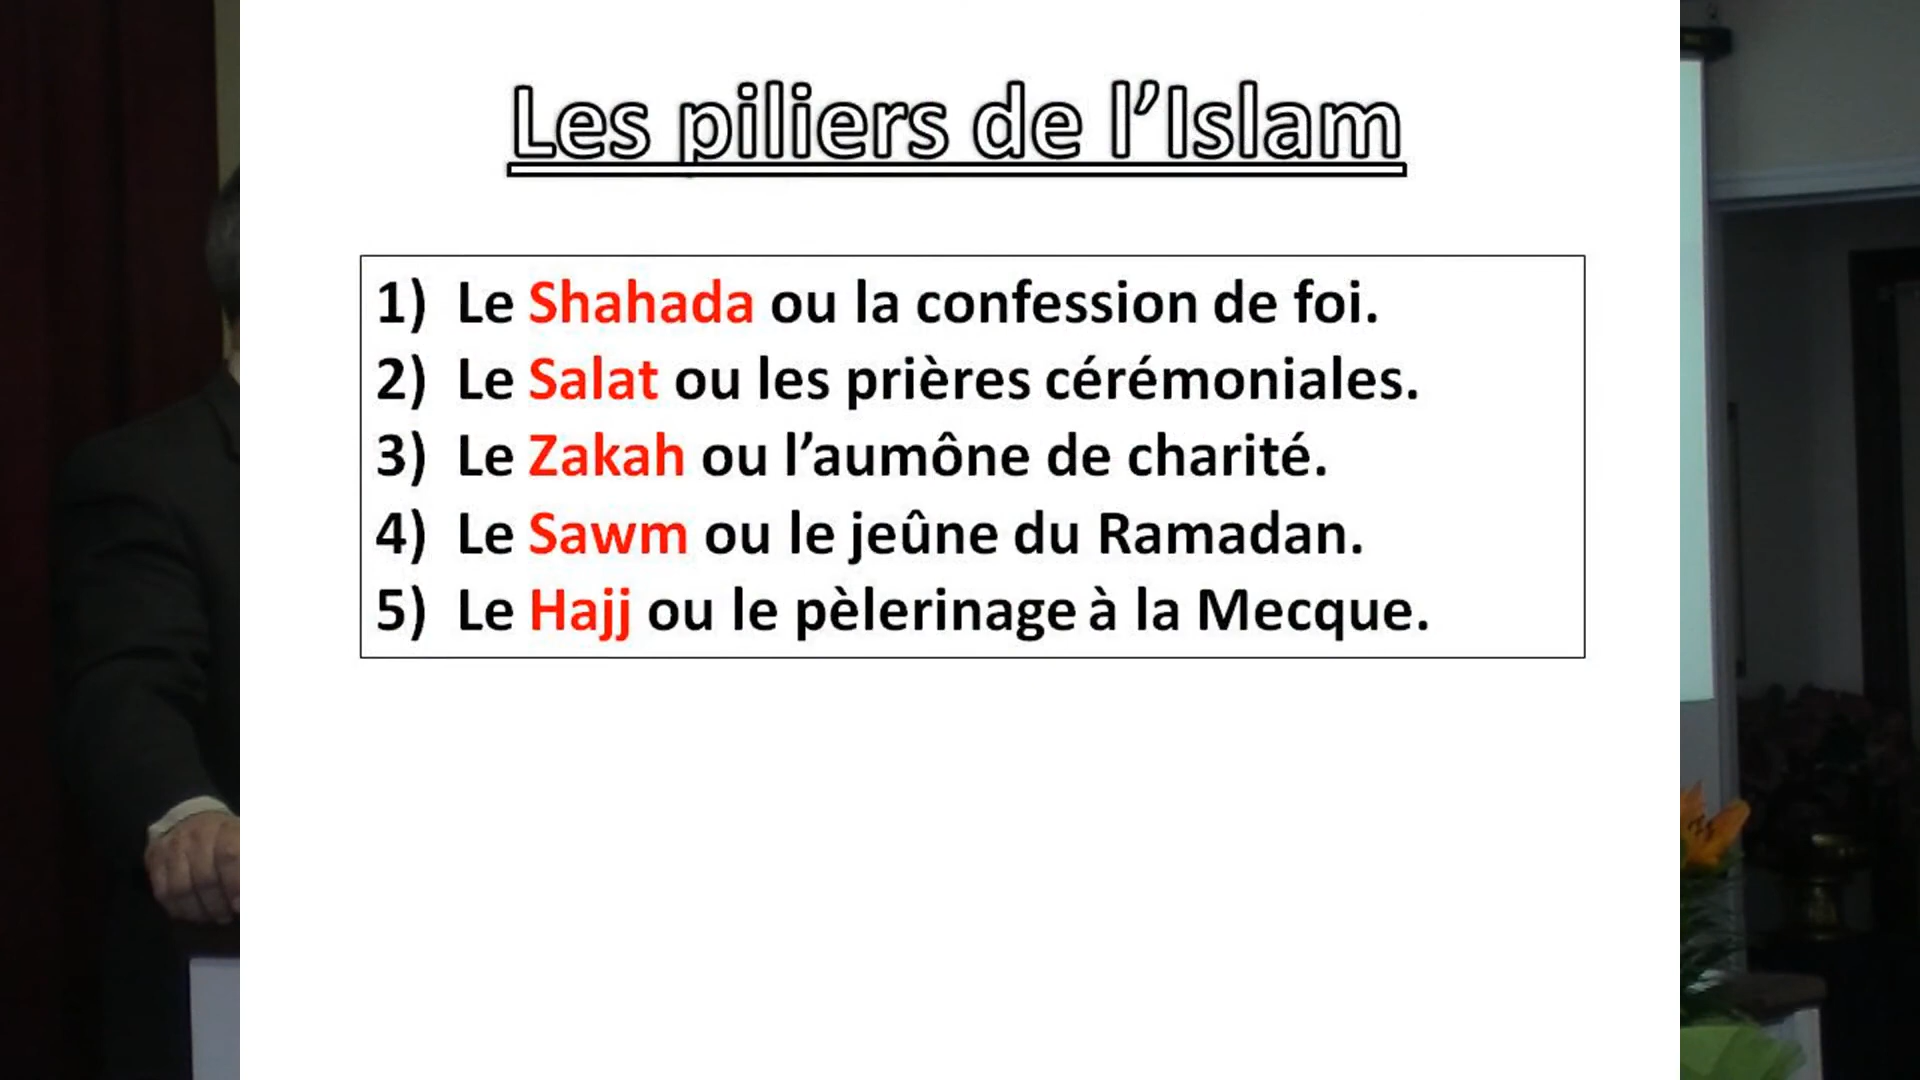 Les piliers de l’Islam
1) Le Shahada ou la confession de foi.
2) Le Salat ou les prières cérémoniales.
3) Le Zakah ou l’aumône de charité.
4) Le Sawm ou le jeûne du Ramadan.
5) Le Hajj ou le pèlerinage à la Mecque.